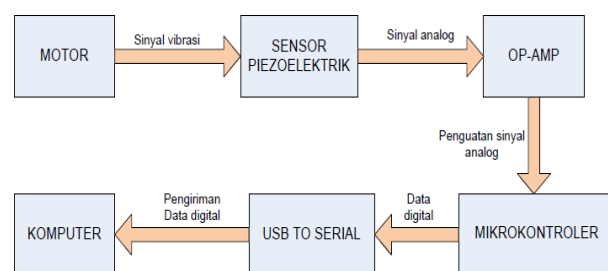 MOTOR
Sinyal vibrasi
SENSOR
PIEZOELEKTRIK
Sinyal analog
OP-AMP
Penguatan sinyal
analog
MIKROKONTROLER
Data
digital
USB TO SERIAL
Pengiriman
Data digital
KOMPUTER